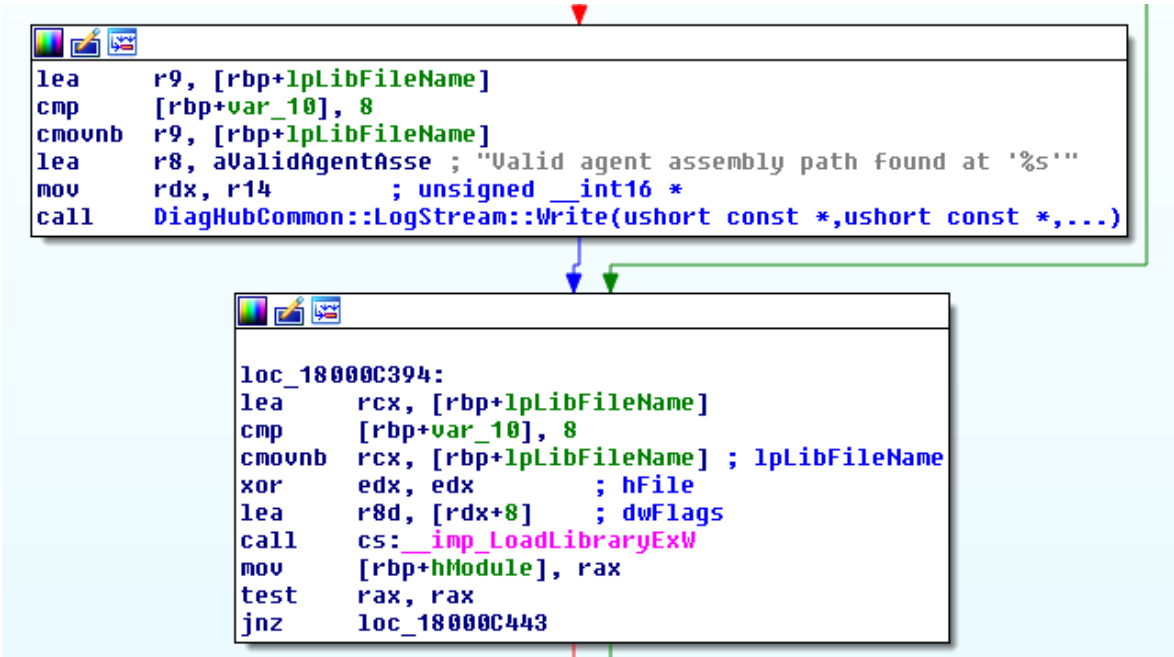 lea r9, [rbp+lpLibFileName]
cmp [rbp+var_10], 8
cmovnb r9, [rbp+lpLibFileName]
lea r8, aValidAgentAsse ; "Valid agent assembly path found at '%s'"
mov rdx, r14 ; unsigned __int16 *
call DiagHubCommon::LogStream::Write(ushort const *,ushort const *,...)
loc_18000C394:
lea rcx, [rbp+lpLibFileName]
cmp [rbp+var_10], 8
cmovnb rcx, [rbp+lpLibFileName] ; lpLibFileName
xor edx, edx ; hFile
lea r8d, [rdx+8] ; dwFlags
call cs:__imp_LoadLibraryExW
mov [rbp+hModule], rax
test rax, rax
jnz loc_18000C443